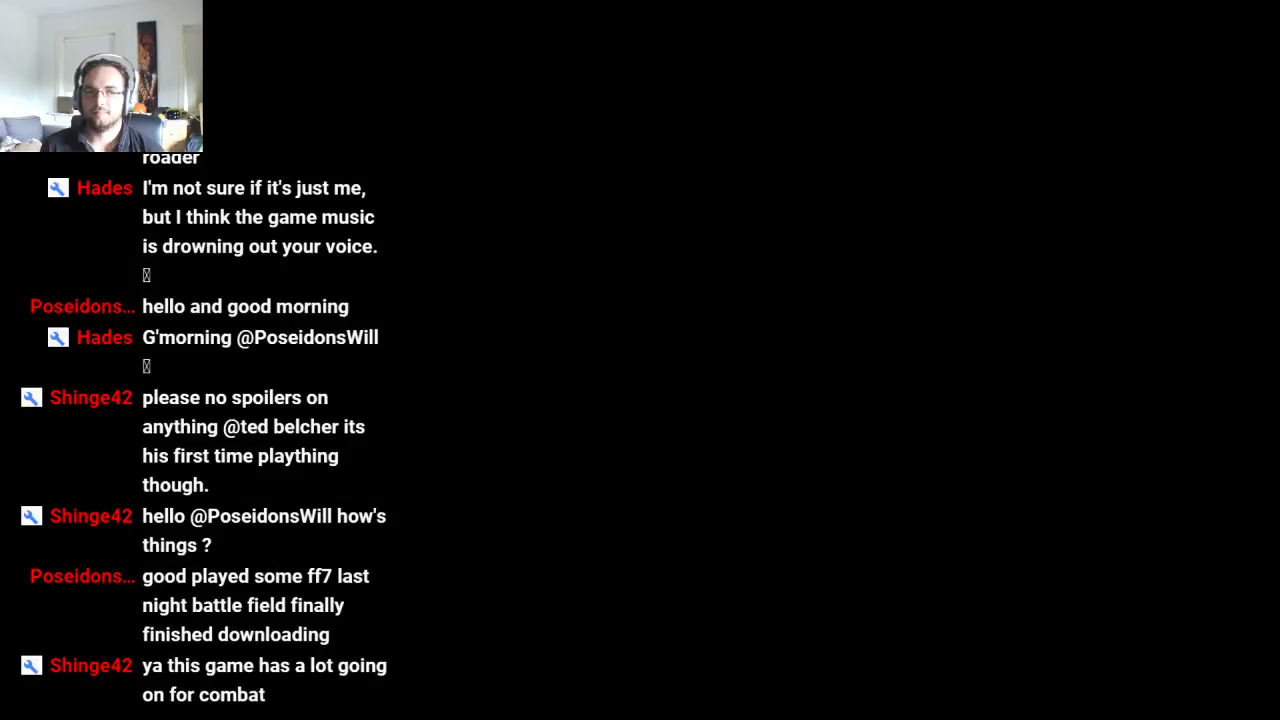 roader
Hades I'm not sure if it's just me,
but I think the game music
is drowning out your voice.
Poseidons... hello and good morning
Hades G'morning @PoseidonsWill
Shinge42 please no spoilers on
anything @ted belcher its
his first time plaything
though.
Shinge42 hello @PoseidonsWill how's
things ?
Poseidons... good played some ff7 last
night battle field finally
finished downloading
Shinge42 ya this game has a lot going
on for combat